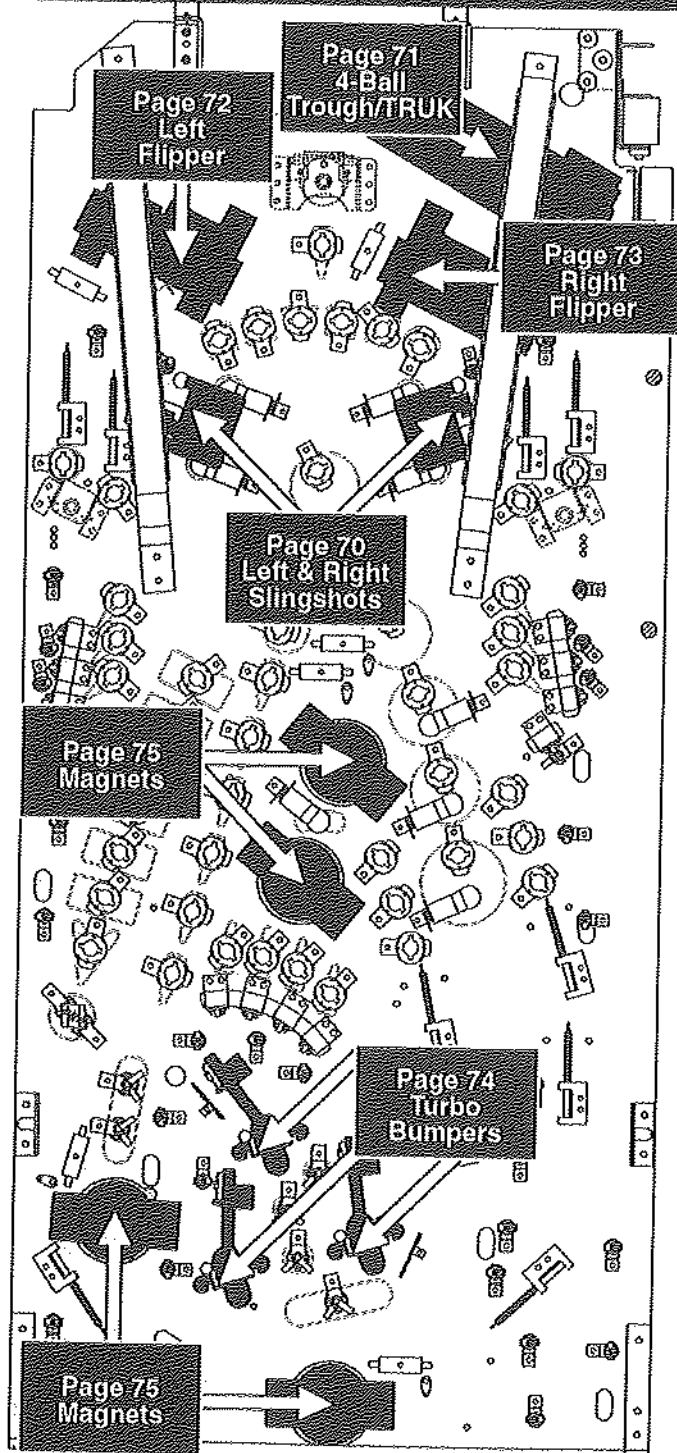 Page 71
4-Ball
Trough/TRUK
Page 72
Left
Flipper
Page 73
Right
Flipper
Page 70
Left & Right
Slingshots
Page 75
Magnets
Page 74
Turbo
Bumpers
Page 75
Magnets